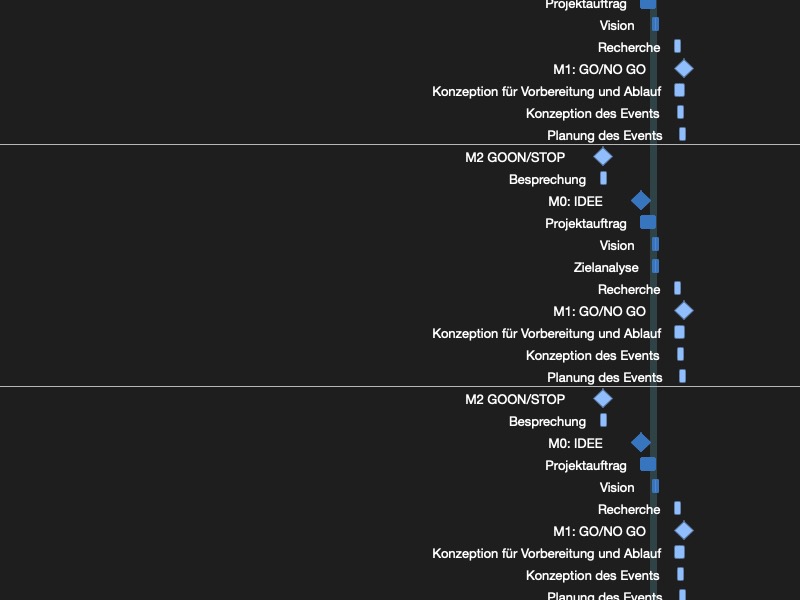 Projektauftrag
Vision
Recherche
M1: GO/NO GO
Konzeption für Vorbereitung und Ablauf
Konzeption des Events
Planung des Events
M2 GOON/STOP
Besprechung
M0: IDEE
Projektauftrag
Vision
Zielanalyse
Recherche
M1: GO/NO GO
Konzeption für Vorbereitung und Ablauf
Konzeption des Events
Planung des Events
M2 GOON/STOP
Besprechung
M0: IDEE
Projektauftrag
Vision
Recherche
M1: GO/NO GO
Konzeption für Vorbereitung und Ablauf
Konzeption des Events
Planung des Events